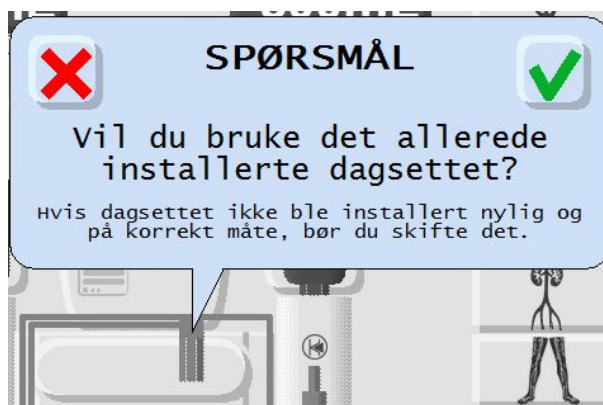 SPØRSMÅL
Vil du bruke det allerede
installerte dagsettet?
Hvis dagsettet ikke ble installert nylig og
på korrekt måte, bør du skifte det.